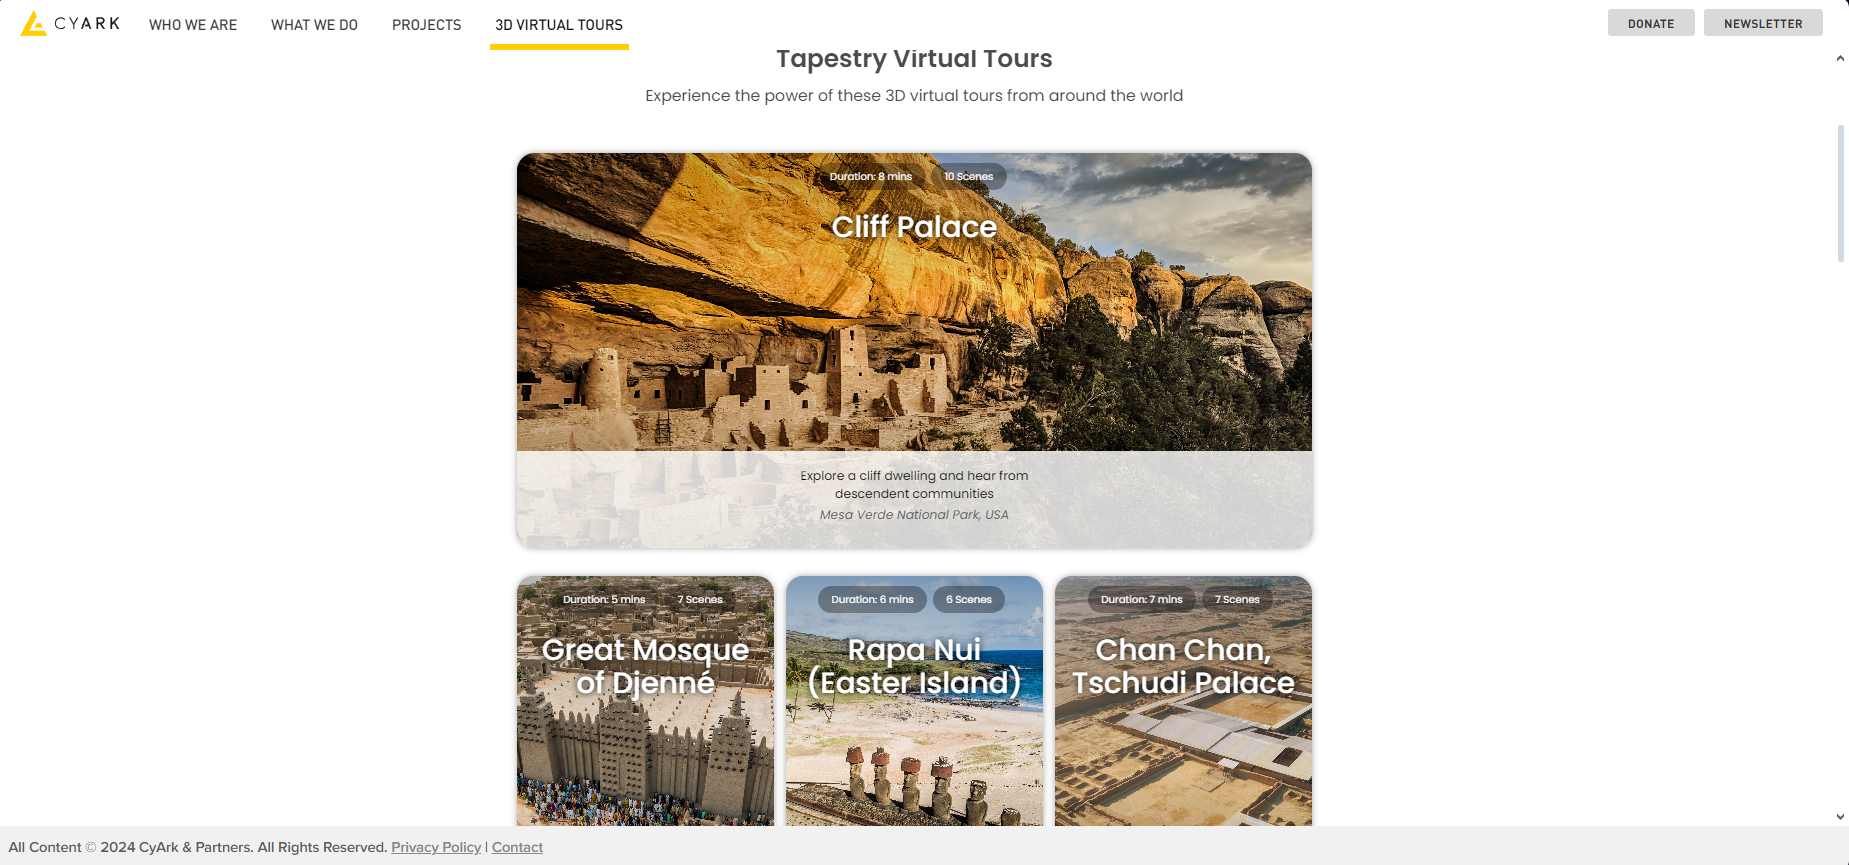 CYARK
WHO WE ARE
WHAT WE DO
PROJECTS
3D VIRTUAL TOURS
DONATE
NEWSLETTER
Tapestry Virtual Tours
Experience the power of these 3D virtual tours from around the world
Duration: 8 mins
10 Scenes
Cliff Palace
Explore a cliff dwelling and hear from
descendent communities
Mesa Verde National Park, USA
Duration: 5 mins
7 Scenes
Great Mosque
of Djenné
Duration: 6 mins
6 Scenes
Rapa Nui
(Easter Island)
Duration: 7 mins
7 Scenes
Chan Chan,
Tschudi Palace
All Content © 2024 CyArk & Partners. All Rights Reserved. Privacy Policy | Contact